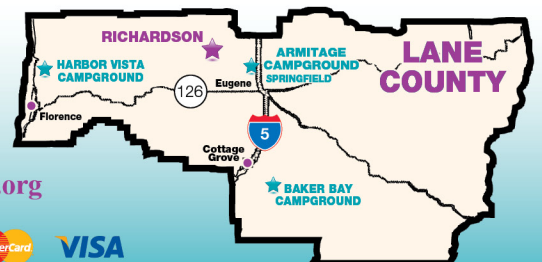 RICHARDSON
HARBOR VISTA
CAMPGROUND
ARMITAGE
CAMPGROUND
SPRINGFIELD
LANE
COUNTY
126
Eugene
Florence
5
Cottage
Grove
BAKER BAY
CAMPGROUND
.org
erCard
VISA